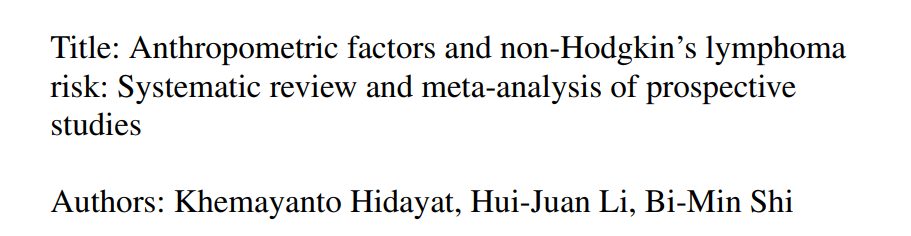 Title: Anthropometric factors and non-Hodgkin’s lymphoma
risk: Systematic review and meta-analysis of prospective
studies
Authors: Khemayanto Hidayat, Hui-Juan Li, Bi-Min Shi